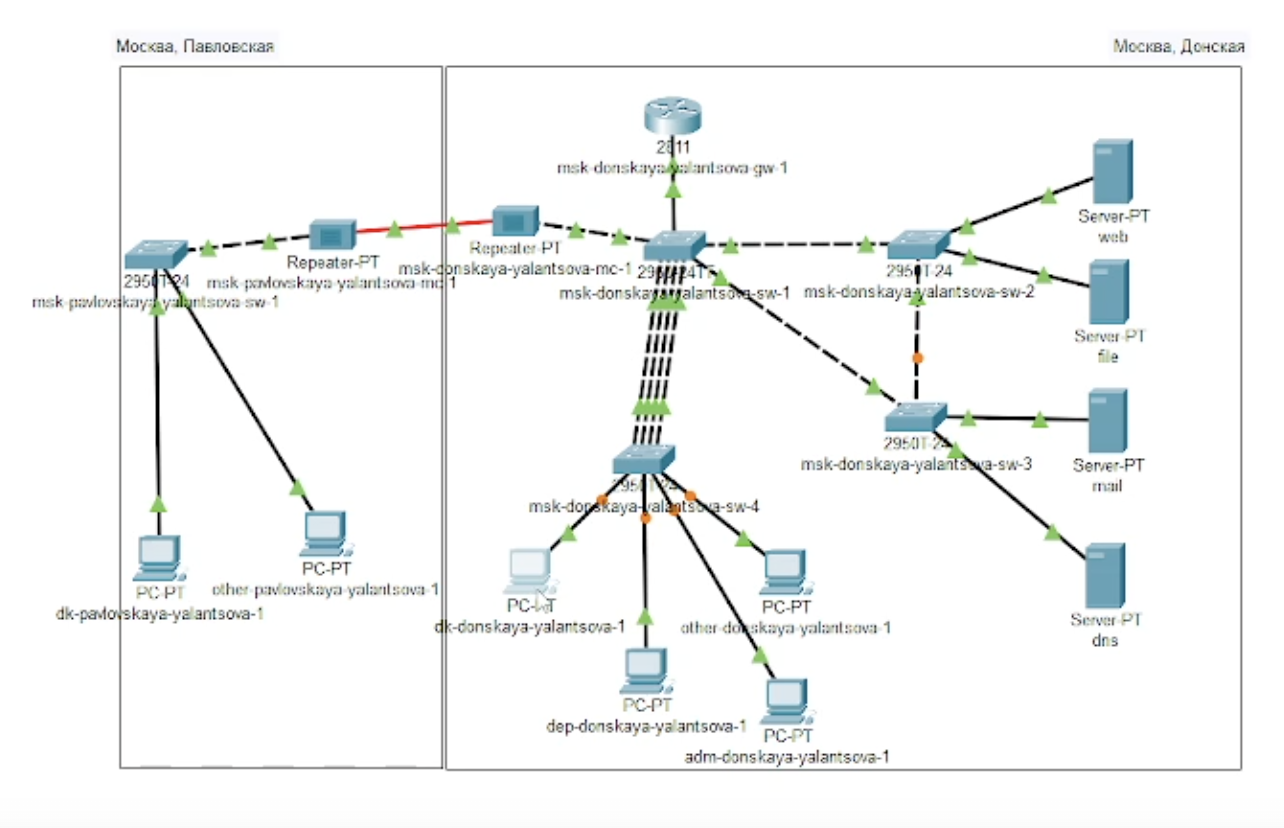 Москва, Павловская
Москва, Донская
2811
msk-donskaya-yalantsova-gw-1
Server-PT
web
Repeater-PT
msk-pavlovskaya-yalantsova-mc-1
Repeater-PT
msk-donskaya-yalantsova-mc-1
2950T-24
msk-pavlovskaya-yalantsova-sw-1
msk-donskaya-yalantsova-sw-1
2950T-24
msk-donskaya-yalantsova-sw-2
Server-PT
file
2950T-24
msk-donskaya-yalantsova-sw-3
Server-PT
mail
2950T-24
msk-donskaya-yalantsova-sw-4
PC-PT
dk-pavlovskaya-yalantsova-1
PC-PT
other-pavlovskaya-yalantsova-1
PC-PT
dk-donskaya-yalantsova-1
PC-PT
other-donskaya-yalantsova-1
Server-PT
dns
PC-PT
dep-donskaya-yalantsova-1
PC-PT
adm-donskaya-yalantsova-1